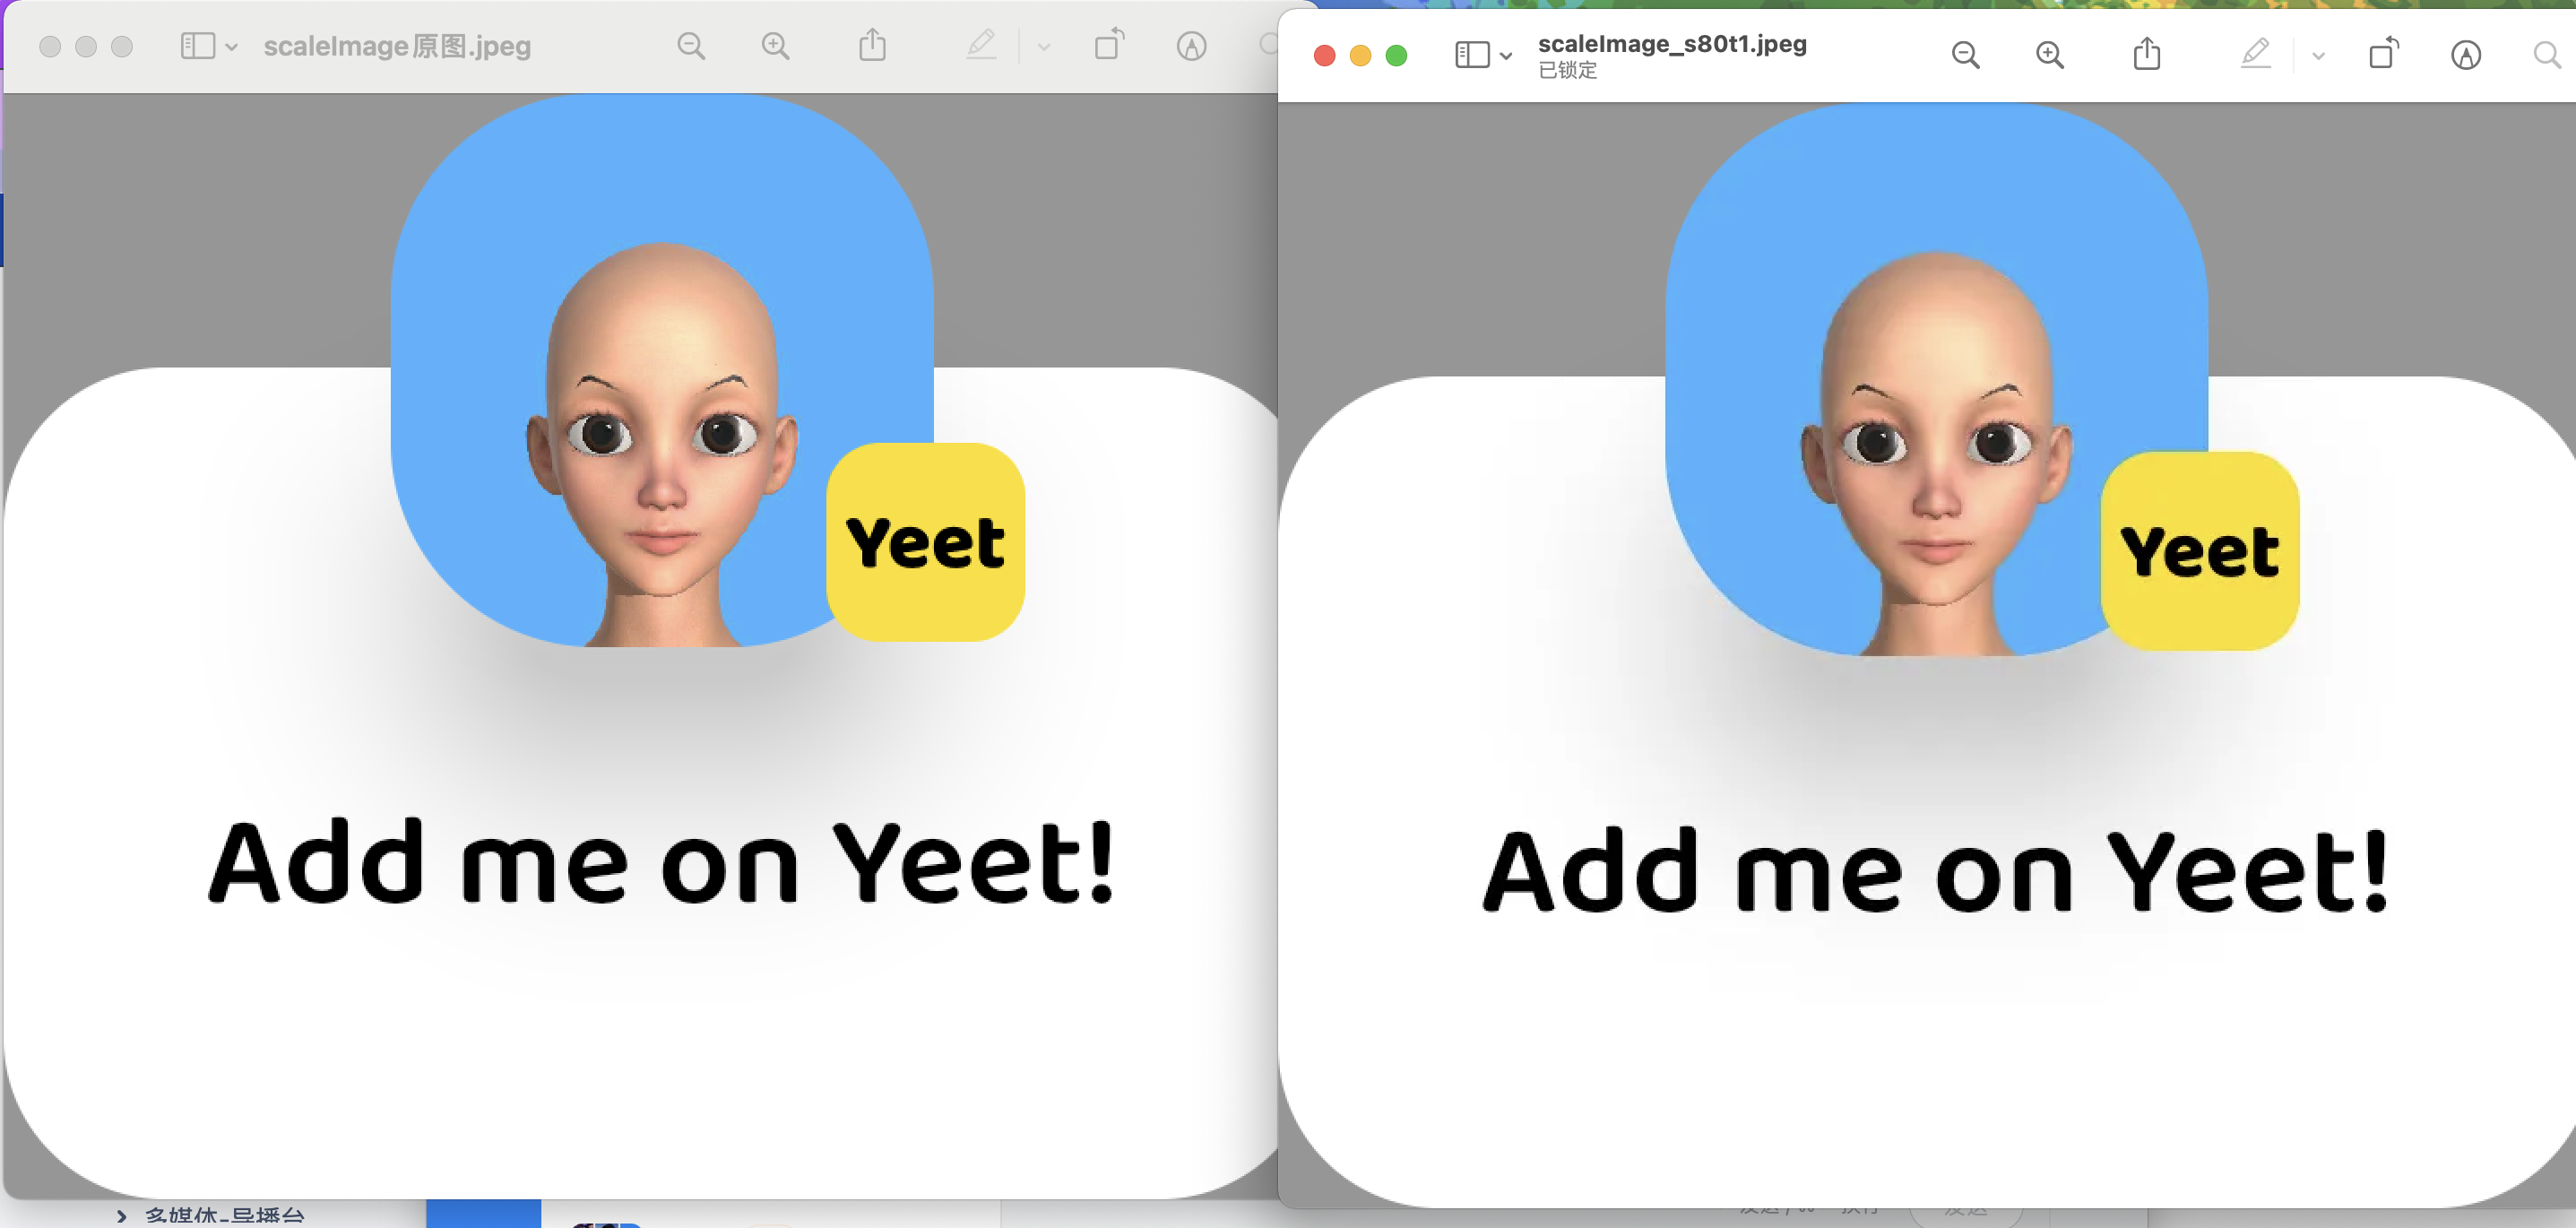 scaleImage原图.jpeg
Yeet
Add me on Yeet!
多媒体-导播台
scaleImage_s80t1.jpeg
已锁定
Yeet
Add me on Yeet!